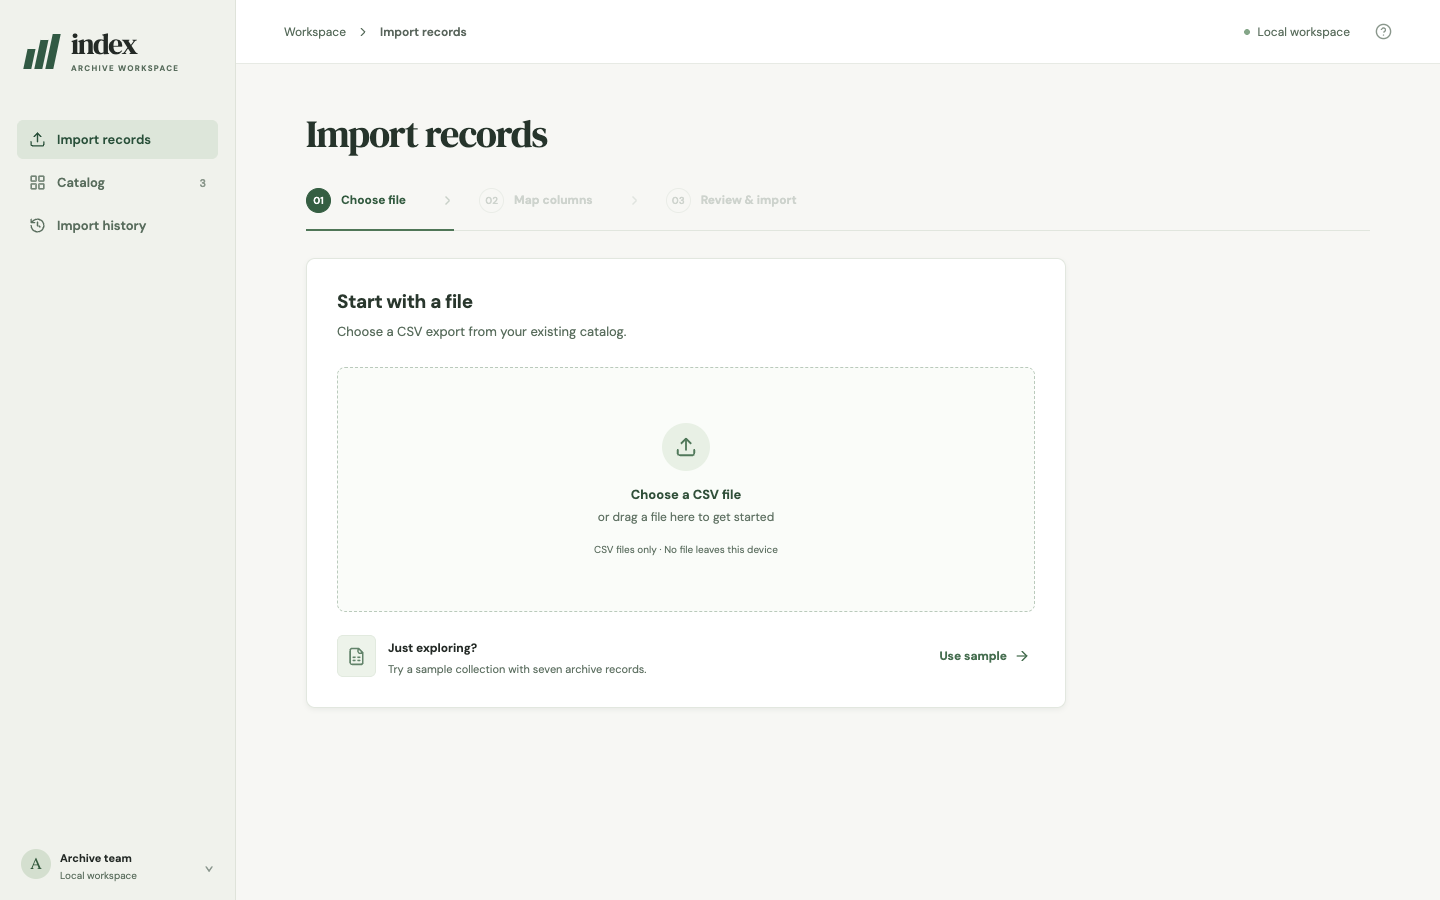 index
ARCHIVE WORKSPACE
Import records
Catalog 3
Import history
Archive team
Local workspace
A
Workspace > Import records
Local workspace
Import records
01 Choose file
02 Map columns
03 Review & import
Start with a file
Choose a CSV export from your existing catalog.
Choose a CSV file
or drag a file here to get started
CSV files only · No file leaves this device
Just exploring?
Try a sample collection with seven archive records.
Use sample